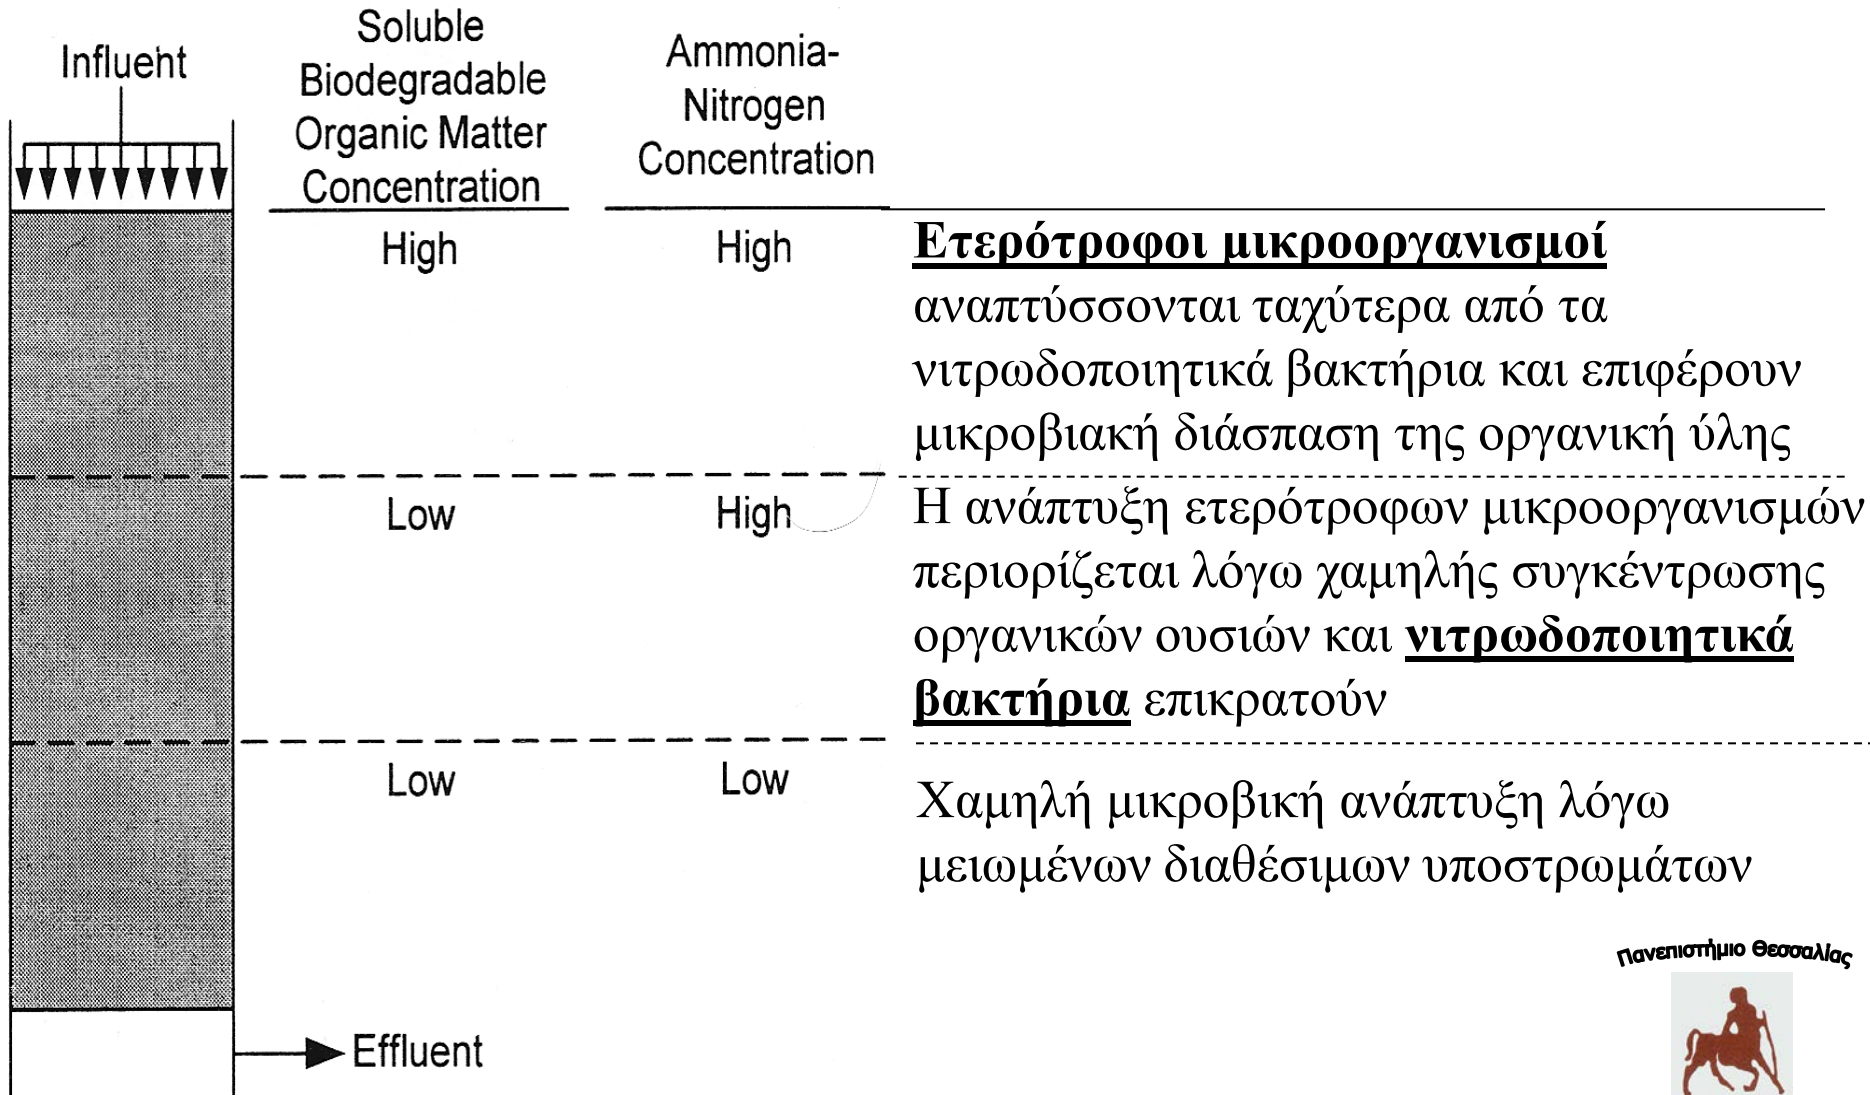 Influeht
Soluble
Biodegradable
Organic Matter
Concentration
Ammonia-
Nitrogen
Concentration
High
High
Ετερότροφοι μικροοργανισμοί
αναπτύσσονται ταχύτερα από τα
νιτρωδοποιητικά βακτήρια και επιφέρουν
μικροβιακή διάσπαση της οργανική ύλης
Low
High
Η ανάπτυξη ετερότροφων μικροοργανισμών
περιορίζεται λόγω χαμηλής συγκέντρωσης
οργανικών ουσιών και νιτρωδοποιητικά
βακτήρια επικρατούν
Low
Low
Χαμηλή μικροβική ανάπτυξη λόγω
μειωμένων διαθέσιμων υποστρωμάτων
Πανεπιστήμιο Θεσσαλίας
Effluent